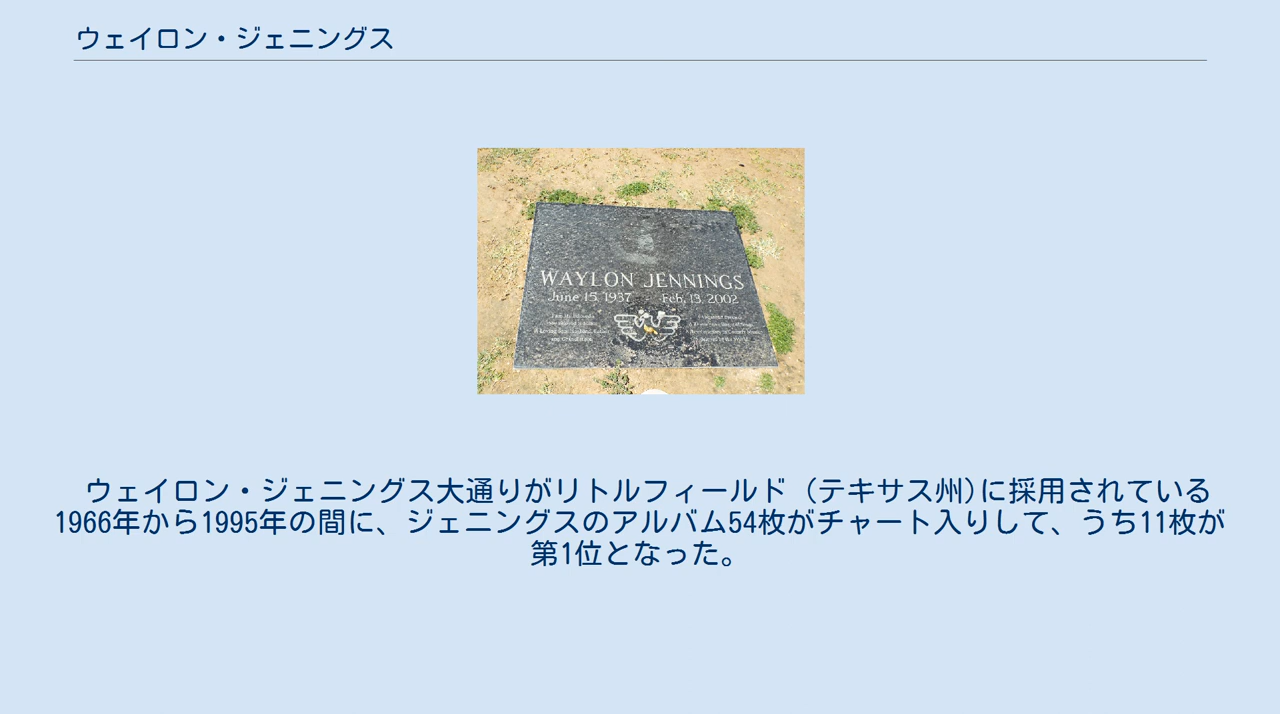 ウェイロン・ジェニングス
WAYLON JENNINGS
June 15, 1937 Feb. 13, 2002
ウェイロン・ジェニングス大通りがリトルフィールド (テキサス州)に採用されている
1966年から1995年の間に、ジェニングスのアルバム54枚がチャート入りして、うち11枚が
第1位となった。